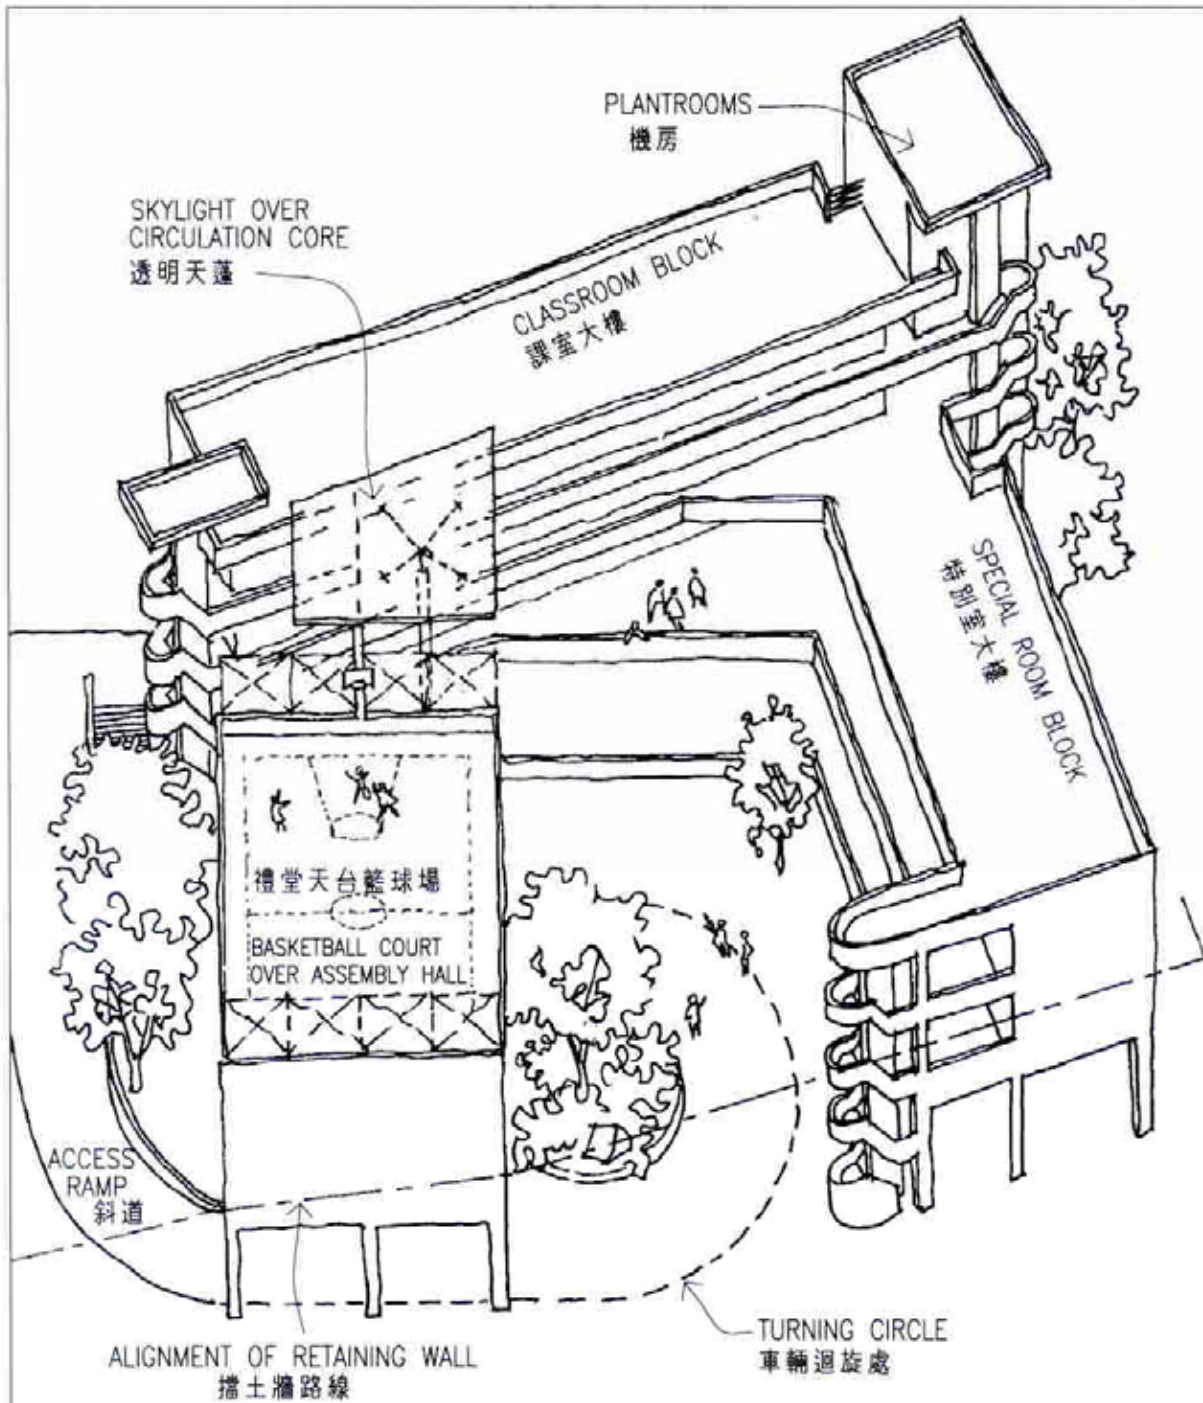 PLANTROOMS
機房
SKYLIGHT OVER
CIRCULATION CORE
透明天蓬
CLASSROOM BLOCK
課室大樓
SPECIAL ROOM BLOCK
特別室大樓
禮堂天台籃球場
BASKETBALL COURT
OVER ASSEMBLY HALL
ACCESS
RAMP
斜道
ALIGNMENT OF RETAINING WALL
擋土牆路線
TURNING CIRCLE
車輛迴旋處